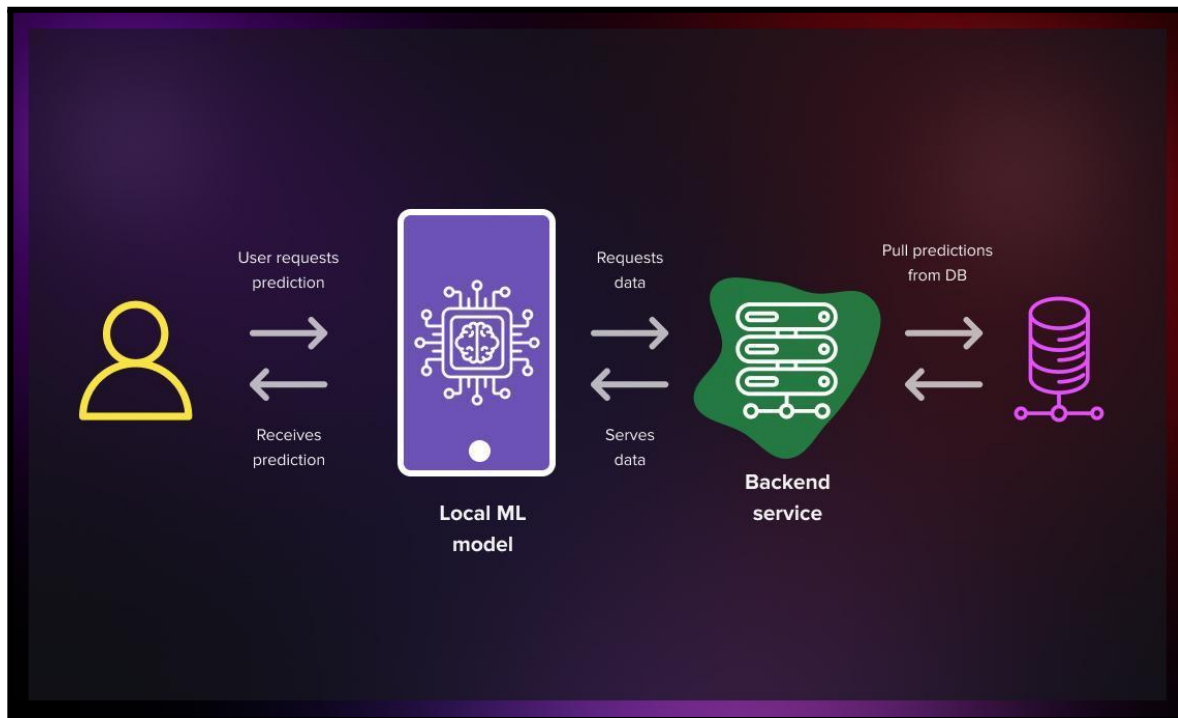 User requests
prediction
Receives
prediction
Local ML
model
Requests
data
Serves
data
Backend
service
Pull predictions
from DB